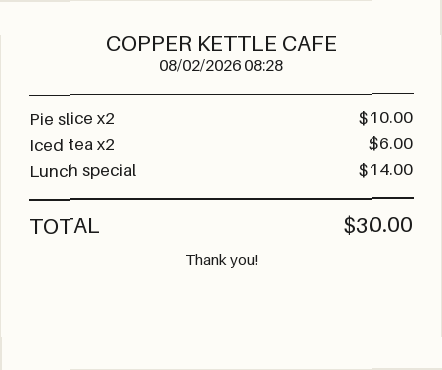 COPPER KETTLE CAFE
08/02/2026 08:28
Pie slice x2 $10.00
Iced tea x2 $6.00
Lunch special $14.00
TOTAL $30.00
Thank you!